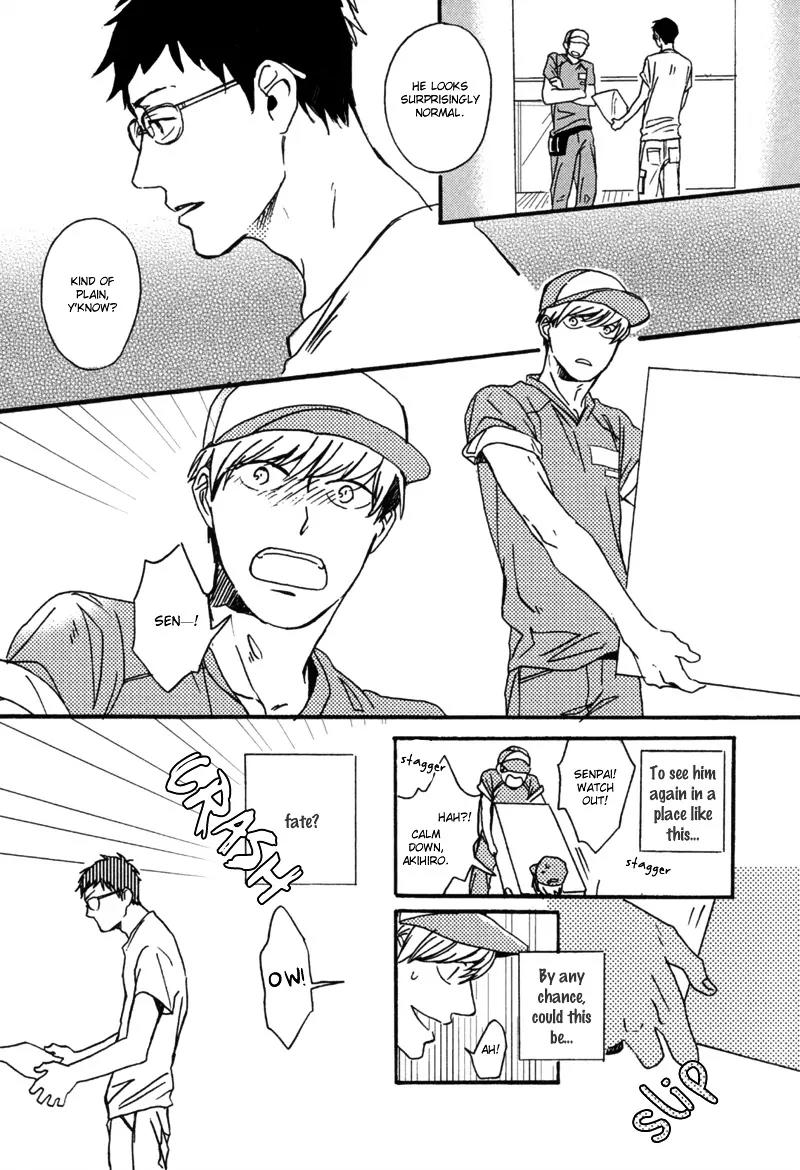 HE LOOKS
SURPRISINGLY
NORMAL.
KIND OF
PLAIN,
Y'KNOW?
SEN—!
To see him
again in a
place like
this...
SENPAI!
WATCH
OUT!
stagger
HAH?!
CALM
DOWN,
AKIHIRO.
stagger
By any
chance,
could this
be...
AH!
slip
fate?
CRASH
OW!